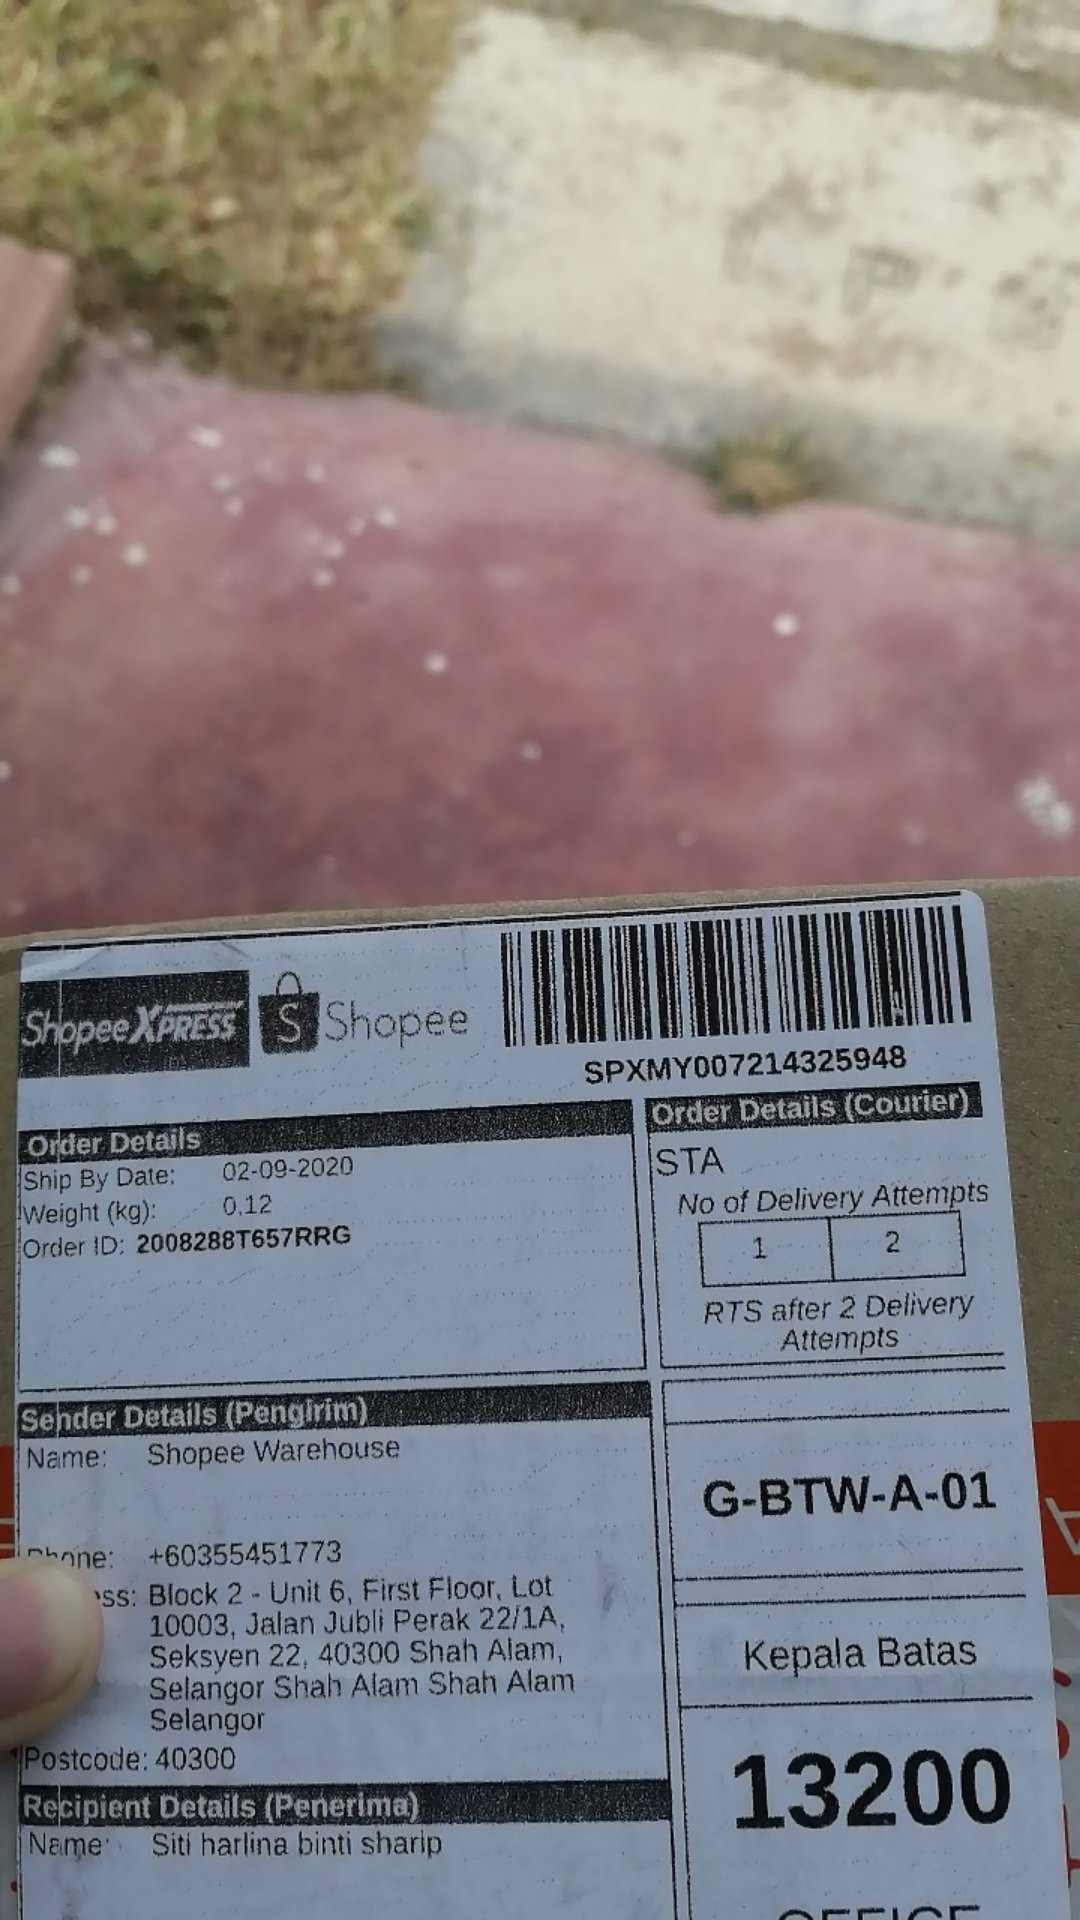 ShopeeXPRESS
S Shopee
SPXMY007214325948
Order Details
Ship By Date: 02-09-2020
Weight (kg): 0.12
Order ID: 2008288T657RRG
Order Details (Courier)
STA
No of Delivery Attempts
1 2
RTS after 2 Delivery
Attempts
Sender Details (Pengirim)
Name: Shopee Warehouse
Phone: +60355451773
ess: Block 2 - Unit 6, First Floor, Lot
10003, Jalan Jubli Perak 22/1A,
Seksyen 22, 40300 Shah Alam,
Selangor Shah Alam Shah Alam
Selangor
Postcode: 40300
G-BTW-A-01
Kepala Batas
13200
OFFICE
Recipient Details (Penerima)
Name: Siti harlina binti sharip